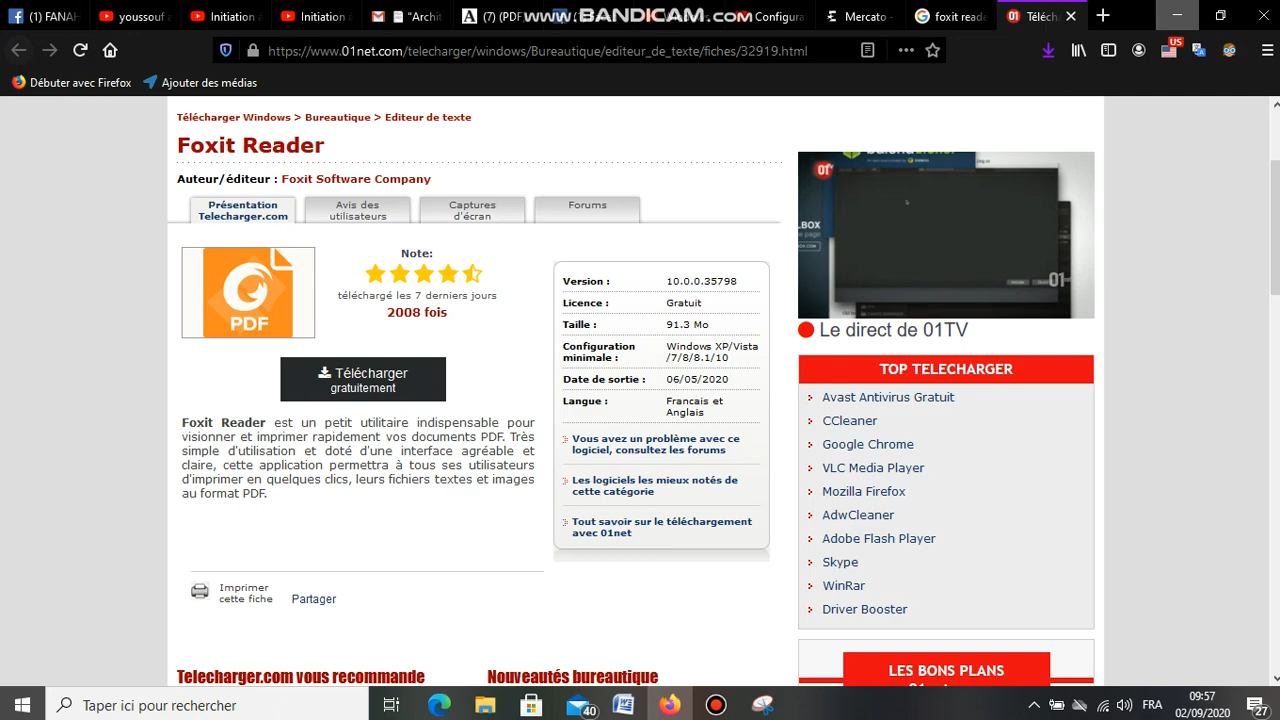 (1) FANAH
youssouf
Initiation
Initiation
"Archit
(7) (PDF
www.BANDICAM.com
Configura
Mercato -
foxit reade
Téléch
https://www.01net.com/telecharger/windows/Bureautique/editeur_de_texte/fiches/32919.html
US
Débuter avec Firefox
Ajouter des médias
Télécharger Windows > Bureautique > Editeur de texte
Foxit Reader
Auteur/éditeur : Foxit Software Company
Présentation
Telecharger.com
Avis des
utilisateurs
Captures
d'écran
Forums
PDF
Note:
téléchargé les 7 derniers jours
2008 fois
Télécharger
gratuitement
Foxit Reader est un petit utilitaire indispensable pour
visionner et imprimer rapidement vos documents PDF. Très
simple d'utilisation et doté d'une interface agréable et
claire, cette application permettra à tous ses utilisateurs
d'imprimer en quelques clics, leurs fichiers textes et images
au format PDF.
Version : 10.0.0.35798
Licence : Gratuit
Taille : 91.3 Mo
Configuration minimale : Windows XP/Vista
/7/8/8.1/10
Date de sortie : 06/05/2020
Langue : Francais et
Anglais
Vous avez un problème avec ce
logiciel, consultez les forums
Les logiciels les mieux notés de
cette catégorie
Tout savoir sur le téléchargement
avec 01net
Imprimer
cette fiche
Partager
Telecharger.com vous recommande
Nouveautés bureautique
01
LBOX
01
Le direct de 01TV
TOP TELECHARGER
Avast Antivirus Gratuit
CCleaner
Google Chrome
VLC Media Player
Mozilla Firefox
AdwCleaner
Adobe Flash Player
Skype
WinRar
Driver Booster
LES BONS PLANS
Taper ici pour rechercher
40
FRA
09:57
02/09/2020
27